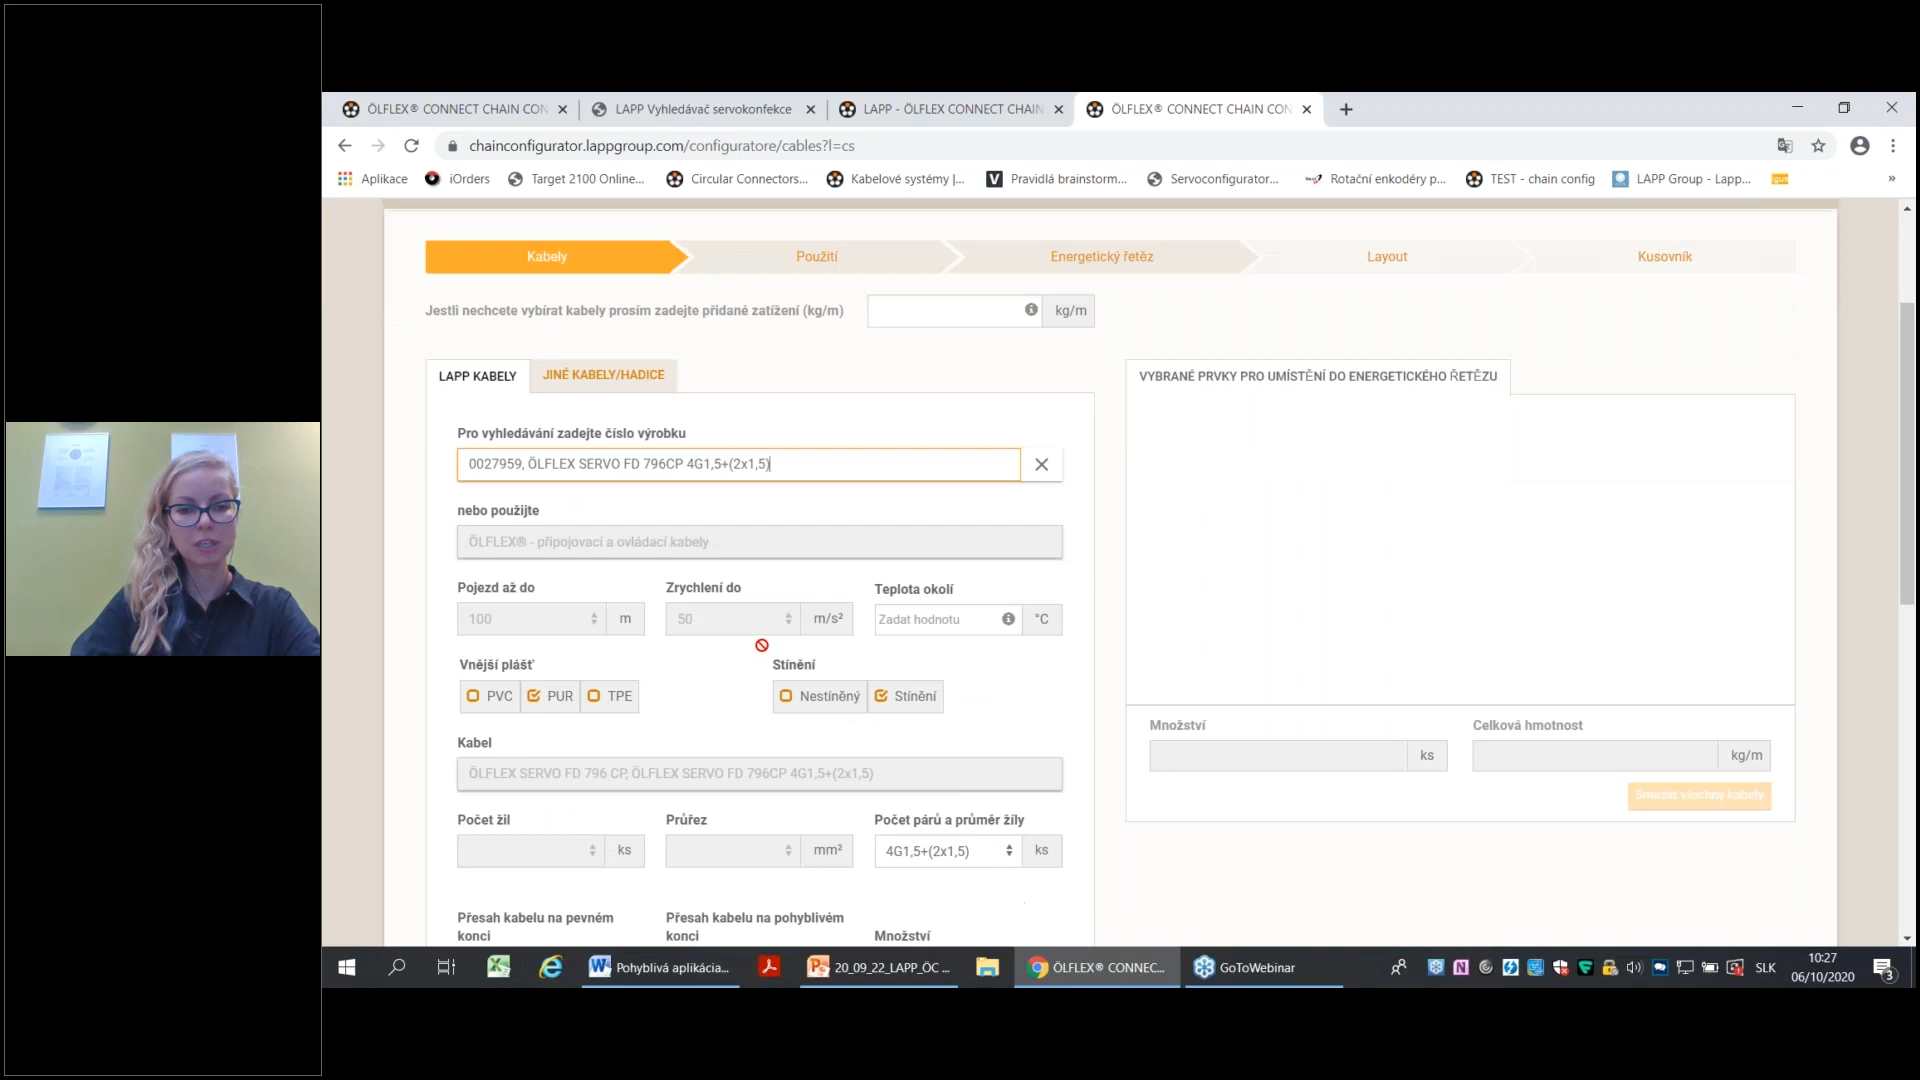 ÖLFLEX® CONNECT CHAIN CON
LAPP Vyhledávač servokonfekce
LAPP - ÖLFLEX CONNECT CHAIN
ÖLFLEX® CONNECT CHAIN CON
chainconfigurator.lappgroup.com/configuratore/cables?l=cs
Aplikace
iOrders
Target 2100 Online...
Circular Connectors...
Kabelové systémy |...
Pravidlá brainstorm...
Servoconfigurator...
Rotační enkodéry p...
TEST - chain config
LAPP Group - Lapp...
igus
»
Kabely
Použití
Energetický řetěz
Layout
Kusovník
Jestli nechcete vybírat kabely prosím zadejte přidané zatížení (kg/m)
kg/m
LAPP KABELY
JINÉ KABELY/HADICE
Pro vyhledávání zadejte číslo výrobku
0027959, ÖLFLEX SERVO FD 796CP 4G1,5+(2x1,5)
nebo použijte
ÖLFLEX® - připojovací a ovládací kabely
Pojezd až do
Zrychlení do
Teplota okolí
100 m
50 m/s²
Zadat hodnotu °C
Vnější plášť
Stínění
PVC PUR TPE
Nestíněný Stínění
Kabel
ÖLFLEX SERVO FD 796 CP, ÖLFLEX SERVO FD 796CP 4G1,5+(2x1,5)
Počet žil
Průřez
Počet párů a průměr žíly
ks
mm²
4G1,5+(2x1,5) ks
Přesah kabelu na pevném
konci
Přesah kabelu na pohyblivém
konci
Množství
VYBRANÉ PRVKY PRO UMÍSTĚNÍ DO ENERGETICKÉHO ŘETĚZU
Množství
Celková hmotnost
ks
kg/m
Smazat všechny kabely
Pohyblivá aplikácia...
20_09_22_LAPP_ÖC ...
ÖLFLEX® CONNEC...
GoToWebinar
SLK
10:27
06/10/2020
3